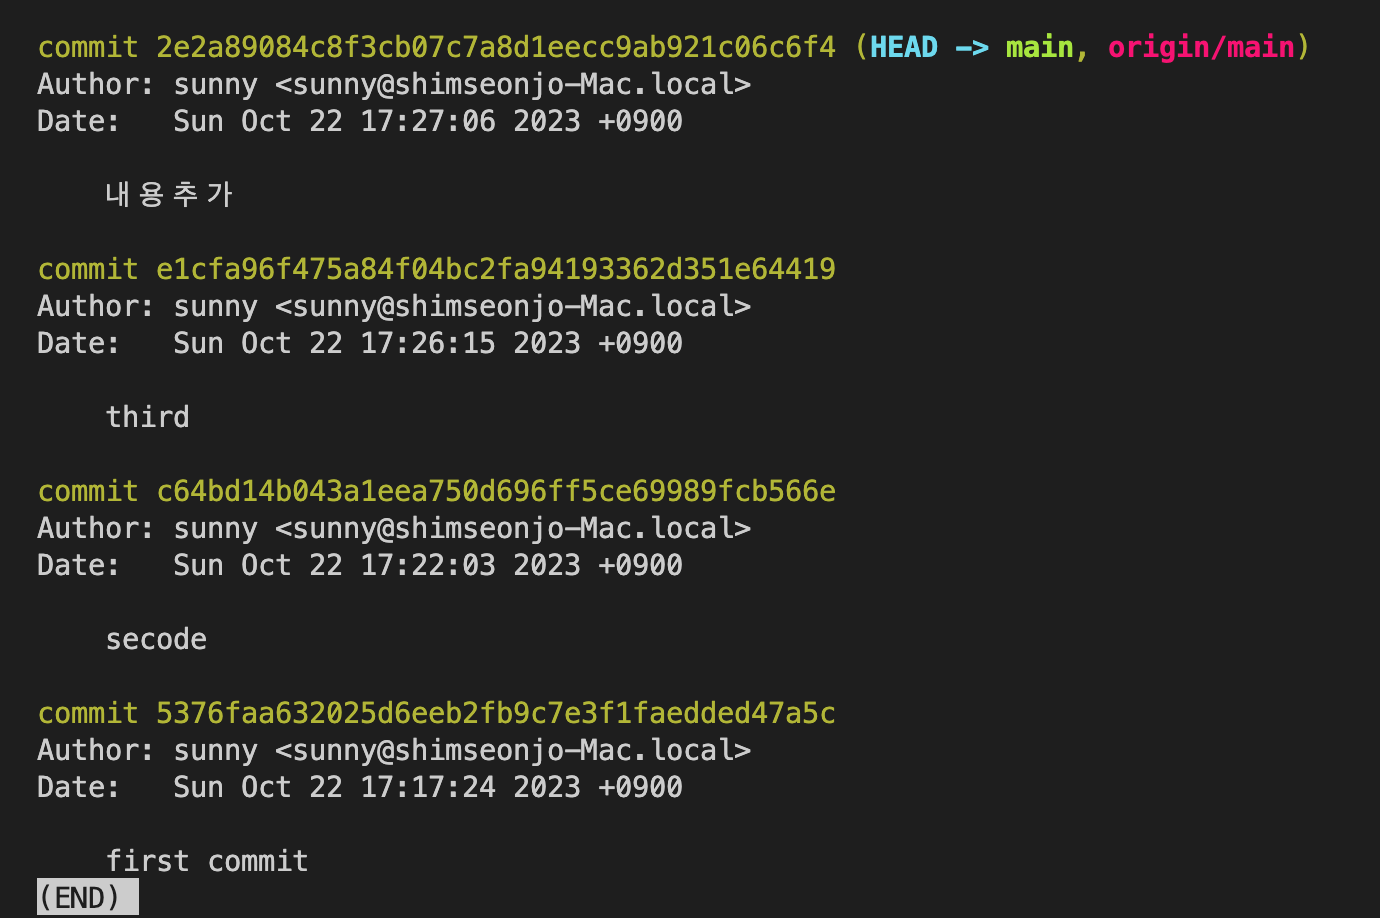 commit 2e2a89084c8f3cb07c7a8d1eecc9ab921c06c6f4 (HEAD -> main, origin/main)
Author: sunny <sunny@shimseonjo-Mac.local>
Date:   Sun Oct 22 17:27:06 2023 +0900
내용추가
commit e1cfa96f475a84f04bc2fa94193362d351e64419
Author: sunny <sunny@shimseonjo-Mac.local>
Date:   Sun Oct 22 17:26:15 2023 +0900
third
commit c64bd14b043a1eea750d696ff5ce69989fcb566e
Author: sunny <sunny@shimseonjo-Mac.local>
Date:   Sun Oct 22 17:22:03 2023 +0900
secode
commit 5376faa632025d6eeb2fb9c7e3f1faedded47a5c
Author: sunny <sunny@shimseonjo-Mac.local>
Date:   Sun Oct 22 17:17:24 2023 +0900
first commit
(END)